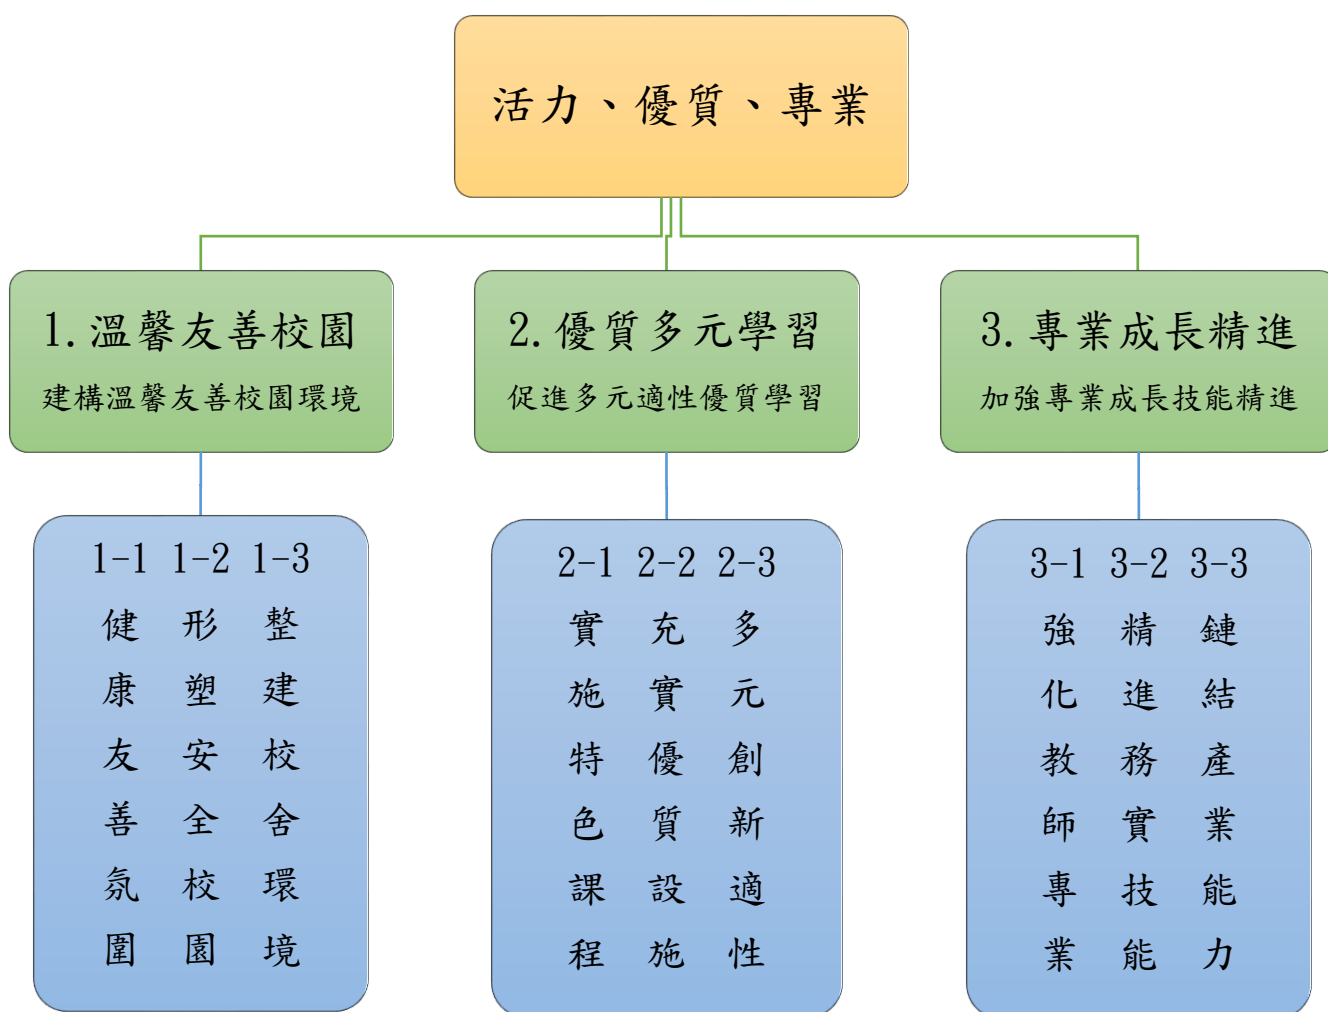 活力、優質、專業
1.溫馨友善校園
建構溫馨友善校園環境
2.優質多元學習
促進多元適性優質學習
3.專業成長精進
加強專業成長技能精進
1-1
健康友善氛圍
1-2
形塑安全校園
1-3
整建校舍環境
2-1
實施特色課程
2-2
充實優質設施
2-3
多元創新適性
3-1
強化教師專業
3-2
精進務實技能
3-3
鏈結產業能力